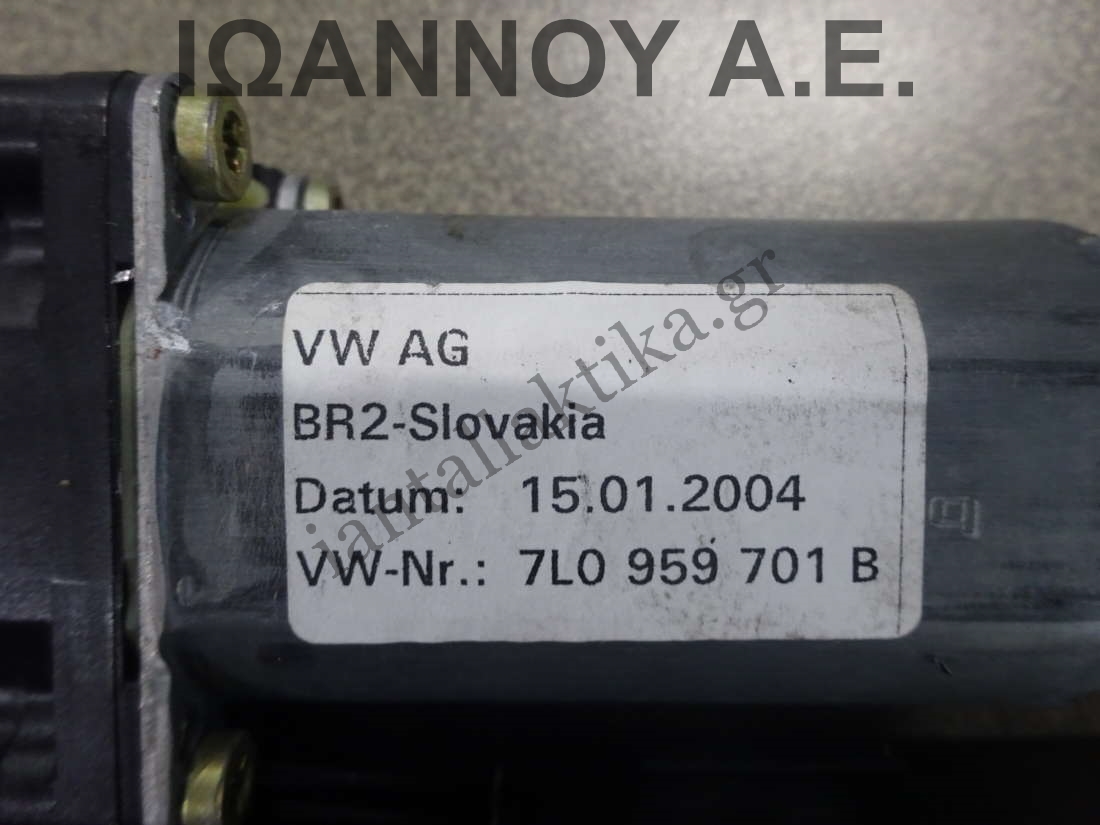 ΙΩΑΝΝΟΥ Α.Ε.
VW AG
BR2-Slovakia
Datum: 15.01.2004
VW-Nr.: 7L0 959 701 B
iantallaktika.gr